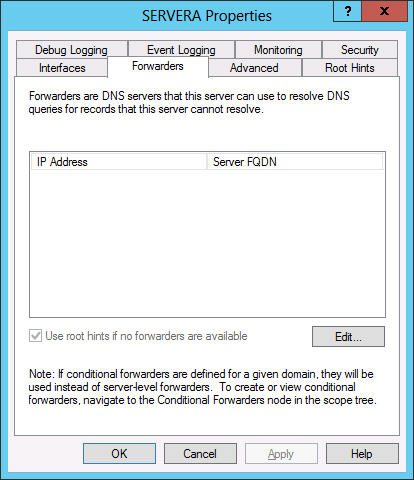 SERVERA Properties
?
X
Debug Logging
Event Logging
Monitoring
Security
Interfaces
Forwarders
Advanced
Root Hints
Forwarders are DNS servers that this server can use to resolve DNS
queries for records that this server cannot resolve.
IP Address
Server FQDN
Use root hints if no forwarders are available
Edit...
Note: If conditional forwarders are defined for a given domain, they will be
used instead of server-level forwarders.  To create or view conditional
forwarders, navigate to the Conditional Forwarders node in the scope tree.
OK
Cancel
Apply
Help